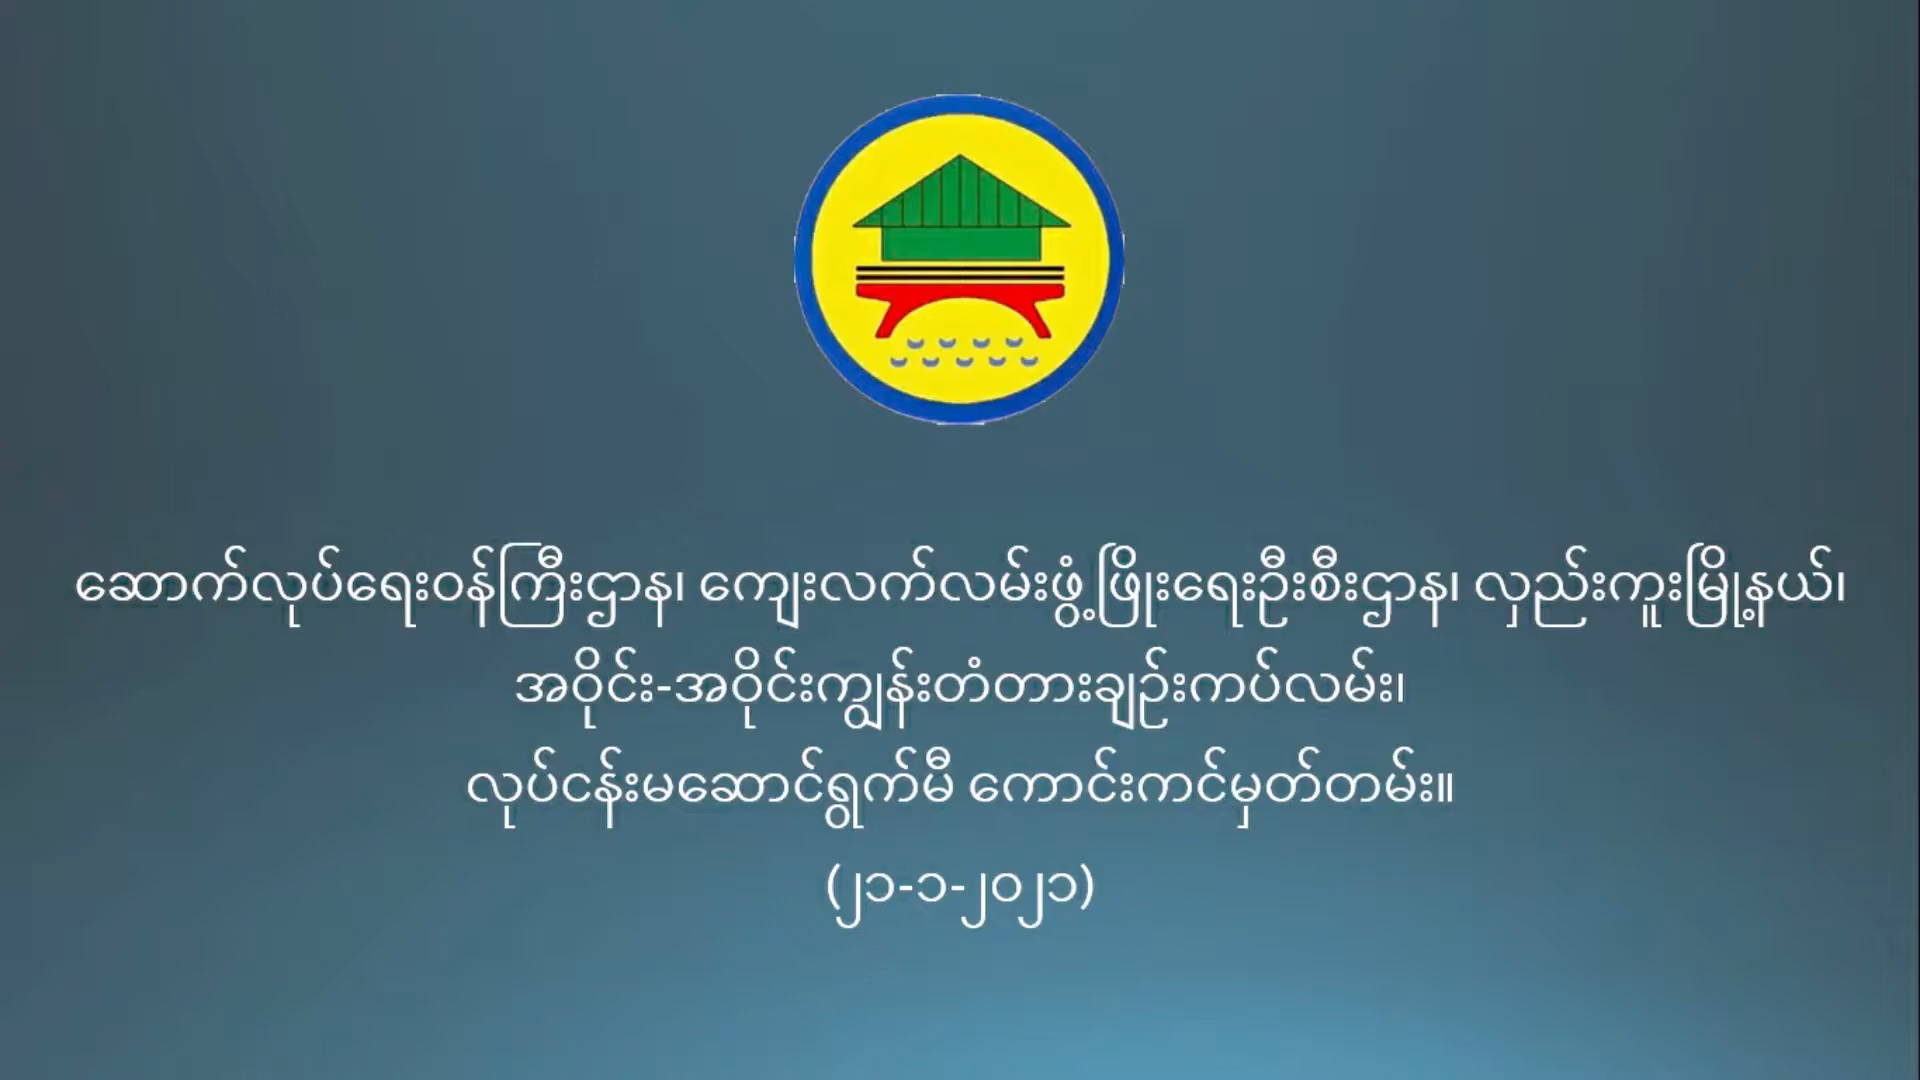 ဆောက်လုပ်ရေးဝန်ကြီးဌာန၊ ကျေးလက်လမ်းဖွံ့ဖြိုးရေးဦးစီးဌာန၊ လှည်းကူးမြို့နယ်၊
အဝိုင်း-အဝိုင်းကျွန်းတံတားချဉ်းကပ်လမ်း၊
လုပ်ငန်းမဆောင်ရွက်မီ ကောင်းကင်မှတ်တမ်း။
(၂၁-၁-၂၀၂၁)